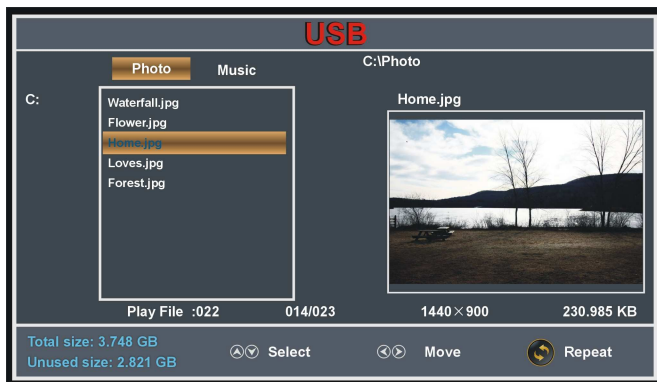 USB
Photo Music C:\Photo
C: Home.jpg
Waterfall.jpg
Flower.jpg
Home.jpg
Loves.jpg
Forest.jpg
Play File :022 014/023 1440×900 230.985 KB
Total size: 3.748 GB
Unused size: 2.821 GB
Select Move Repeat